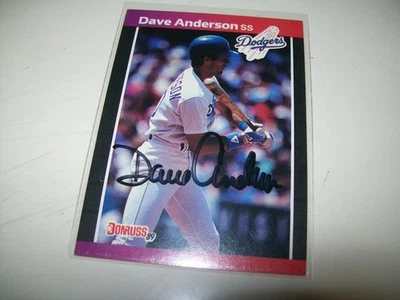 Dave Anderson SS
Dodgers
Dave Anderson
DONRUSS 89